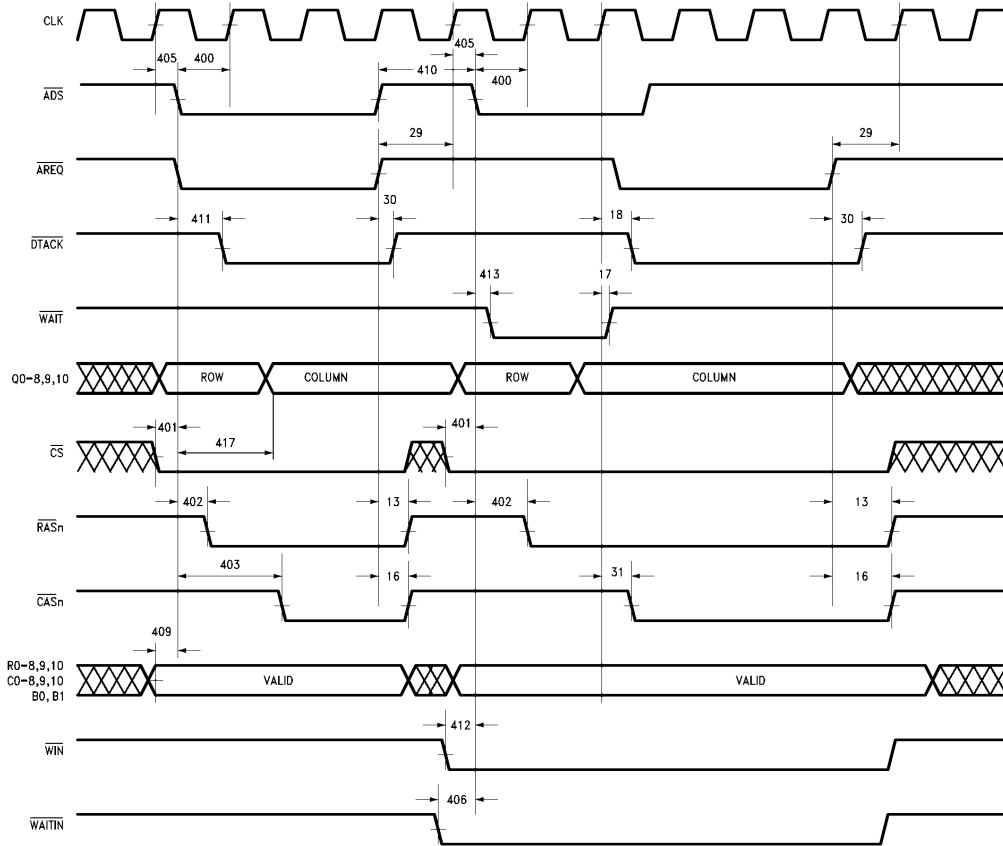 CLK
405
405 400
410
400
ADS
29
29
AREQ
30
411
18
30
DTACK
413
17
WAIT
Q0-8,9,10
ROW
COLUMN
ROW
COLUMN
401
401
417
CS
402
13
402
13
RASn
403
16
31
16
CASn
409
R0-8,9,10
C0-8,9,10
B0,B1
VALID
VALID
412
WIN
406
WAITIN